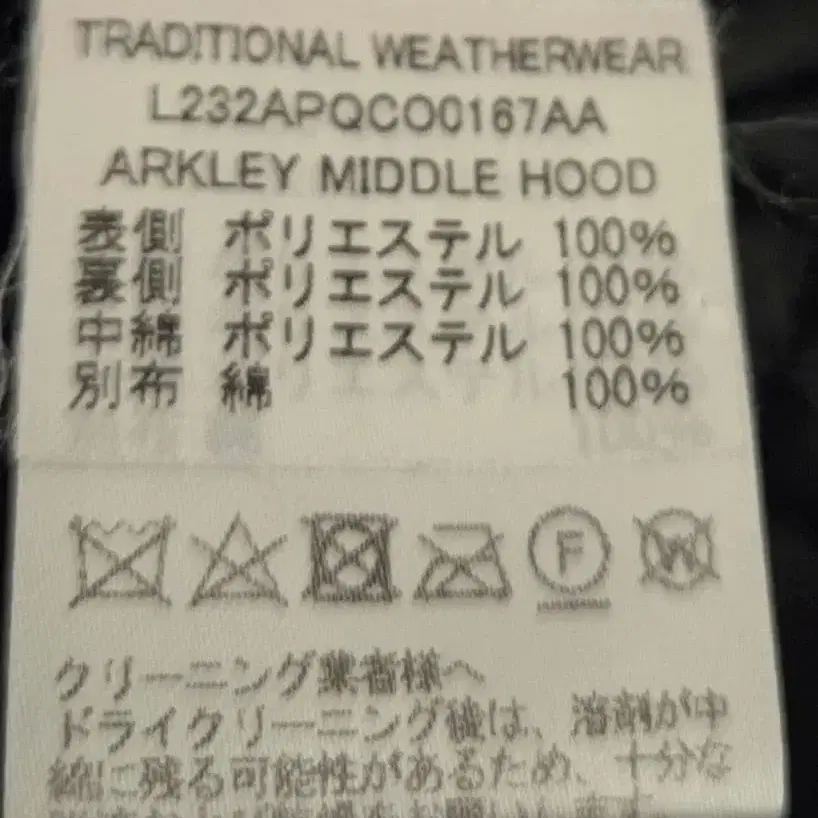 TRADITIONAL WEATHERWEAR
L232APQCO0167AA
ARKLEY MIDDLE HOOD
表側 ポリエステル 100%
裏側 ポリエステル 100%
中綿 ポリエステル 100%
別布 綿 100%
F W
クリーニング業者様へ
ドライクリーニング後は、溶剤が中
綿に残る可能性があるため、十分な